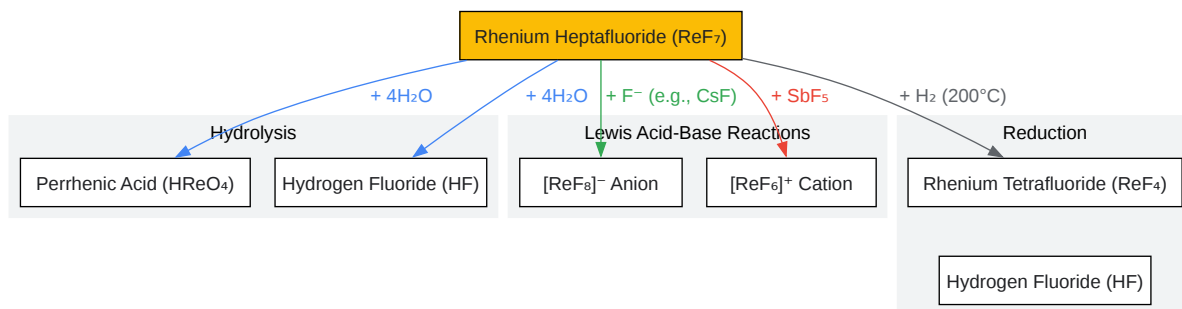 Rhenium Heptafluoride (ReF₇)
+ 4H₂O
+ 4H₂O
+ F⁻ (e.g., CsF)
+ SbF₅
+ H₂ (200°C)
Hydrolysis
Lewis Acid-Base Reactions
Reduction
Perrhenic Acid (HReO₄)
Hydrogen Fluoride (HF)
[ReF₈]⁻ Anion
[ReF₆]⁺ Cation
Rhenium Tetrafluoride (ReF₄)
Hydrogen Fluoride (HF)